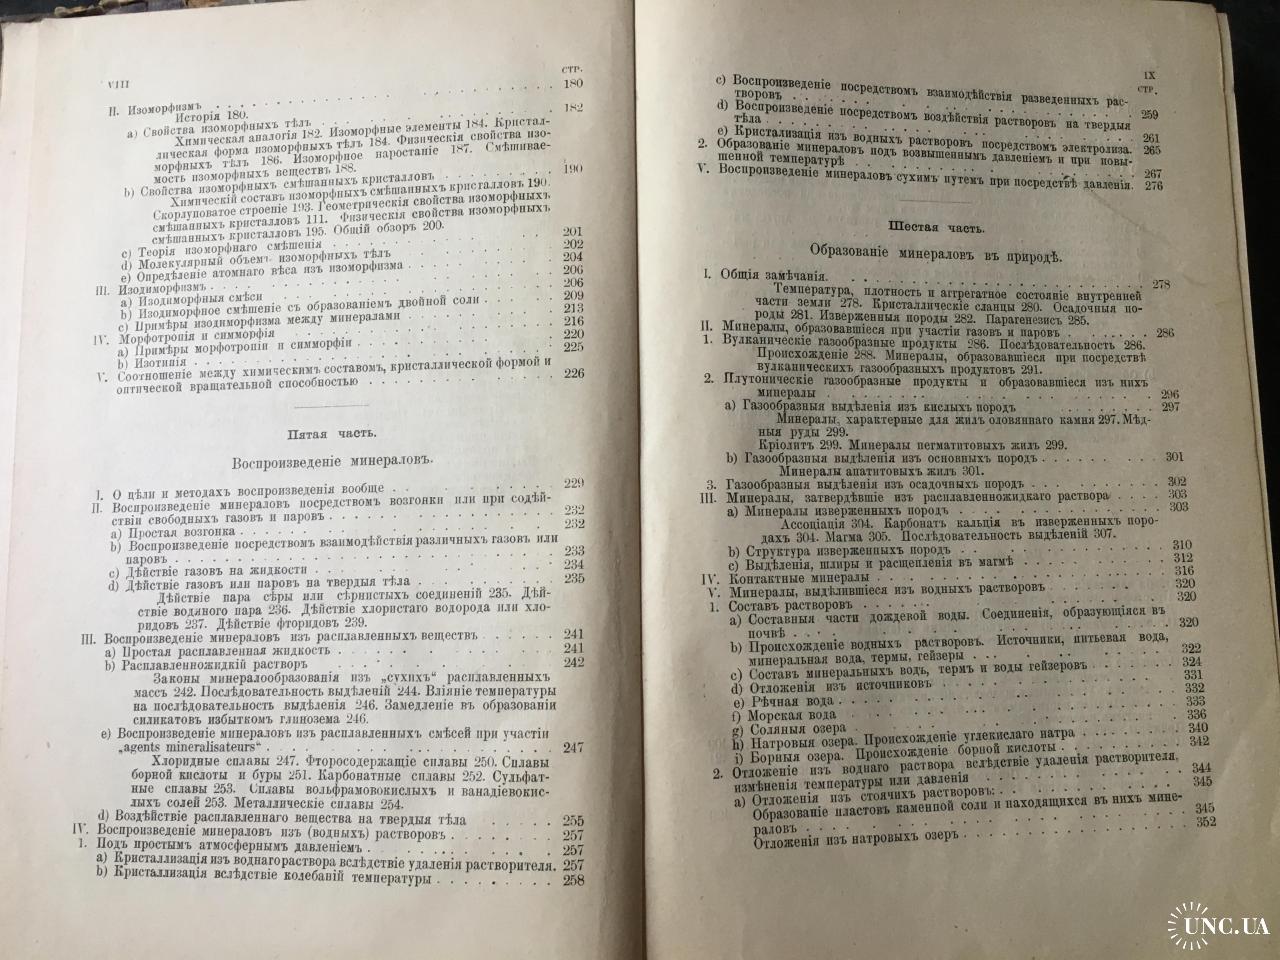 VIII
СТР.
II. Изоморфизмъ 180
Исторія 180.
a) Свойства изоморфныхъ тѣлъ 182
Химическая аналогія 182. Изоморфные элементы 184. Кристал-
лическая форма изоморфныхъ тѣлъ 184. Физическія свойства изо-
морфныхъ тѣлъ 186. Изоморфное наростаніе 187. Смѣшивае-
мость изоморфныхъ веществъ 188.
b) Свойства изоморфныхъ смѣшанныхъ кристалловъ 190
Химическій составъ изоморфныхъ смѣшанныхъ кристалловъ 190.
Скорлуповатое строеніе 193. Геометрическія свойства изоморфныхъ
смѣшанныхъ кристалловъ 111. Физическія свойства изоморфныхъ
смѣшанныхъ кристалловъ 195. Общій обзоръ 200.
c) Теорія изоморфнаго смѣшенія 201
d) Молекулярный объемъ изоморфныхъ тѣлъ 202
e) Опредѣленіе атомнаго вѣса изъ изоморфизма 204
III. Изодиморфизмъ 206
a) Изодиморфныя смѣси 206
b) Изодиморфное смѣшеніе съ образованіемъ двойной соли 209
c) Примѣры изодиморфизма между минералами 213
IV. Морфотропія и симморфія 216
a) Примѣры морфотропіи и симморфіи 220
b) Изотипія 225
V. Соотношеніе между химическимъ составомъ, кристаллической формой и
оптической вращательной способностью 226
Пятая часть.
Воспроизведеніе минераловъ.
I. О цѣли и методахъ воспроизведенія вообще 229
II. Воспроизведеніе минераловъ посредствомъ возгонки или при содѣй-
ствіи свободныхъ газовъ и паровъ 232
a) Простая возгонка 232
b) Воспроизведеніе посредствомъ взаимодѣйствія различныхъ газовъ или
паровъ 233
c) Дѣйствіе газовъ на жидкости 234
d) Дѣйствіе газовъ или паровъ на твердыя тѣла 235
Дѣйствіе пара сѣры или сѣрнистыхъ соединеній 235. Дѣй-
ствіе водяного пара 236. Дѣйствіе хлористаго водорода или хло-
ридовъ 237. Дѣйствіе фторидовъ 239.
III. Воспроизведеніе минераловъ изъ расплавленныхъ веществъ 241
a) Простая расплавленная жидкость 241
b) Расплавленножидкій растворъ 242
Законы минералообразованія изъ „сухихъ" расплавленныхъ
массъ 242. Послѣдовательность выдѣленій 244. Вліяніе температуры
на послѣдовательность выдѣленія 246. Замедленіе въ образованіи
силикатовъ избыткомъ глинозема 246.
c) Воспроизведеніе минераловъ изъ расплавленныхъ смѣсей при участіи
„agents mineralisateurs" 247
Хлоридные сплавы 247. Фторосодержащіе сплавы 250. Сплавы
борной кислоты и буры 251. Карбонатные сплавы 252. Сульфат-
ные сплавы 253. Сплавы вольфрамовокислыхъ и ванадіевокис-
лыхъ солей 253. Металлическіе сплавы 254.
d) Воздѣйствіе расплавленнаго вещества на твердыя тѣла 255
IV. Воспроизведеніе минераловъ изъ (водныхъ) растворовъ 257
1. Подъ простымъ атмосфернымъ давленіемъ 257
a) Кристаллизація изъ воднаго раствора вслѣдствіе удаленія растворителя. 257
b) Кристаллизація вслѣдствіе колебаній температуры 258
IX
СТР.
c) Воспроизведеніе посредствомъ взаимодѣйствія разведенныхъ рас-
творовъ 259
d) Воспроизведеніе посредствомъ воздѣйствія растворовъ на твердыя
тѣла 261
e) Кристализація изъ водныхъ растворовъ посредствомъ электролиза. 265
2. Образованіе минераловъ подъ возвышеннымъ давленіемъ и при повы-
шенной температурѣ 267
V. Воспроизведеніе минераловъ сухимъ путемъ при посредствѣ давленія. 276
Шестая часть.
Образованіе минераловъ въ природѣ.
I. Общія замѣчанія. 278
Температура, плотность и аггрегатное состояніе внутренней
части земли 278. Кристаллическіе сланцы 280. Осадочныя по-
роды 281. Изверженныя породы 282. Парагенезисъ 285.
II. Минералы, образовавшіеся при участіи газовъ и паровъ 286
1. Вулканическіе газообразные продукты 286. Послѣдовательность 286.
Происхожденіе 288. Минералы, образовавшіеся при посредствѣ
вулканическихъ газообразныхъ продуктовъ 291.
2. Плутоническіе газообразные продукты и образовавшіеся изъ нихъ
минералы 296
a) Газообразныя выдѣленія изъ кислыхъ породъ 297
Минералы, характерные для жилъ оловяннаго камня 297. Мѣд-
ныя руды 299.
Кріолитъ 299. Минералы пегматитовыхъ жилъ 299.
b) Газообразныя выдѣленія изъ основныхъ породъ 301
Минералы апатитовыхъ жилъ 301.
3. Газообразныя выдѣленія изъ осадочныхъ породъ 302
III. Минералы, затвердѣвшіе изъ расплавленножидкаго раствора 303
a) Минералы изверженныхъ породъ 303
Ассоціація 304. Карбонатъ кальція въ изверженныхъ поро-
дахъ 304. Магма 305. Послѣдовательность выдѣленій 307.
b) Структура изверженныхъ породъ 310
c) Выдѣленія, шлиры и расщепленія въ магмѣ 312
IV. Контактные минералы 316
V. Минералы, выдѣлившіеся изъ водныхъ растворовъ 320
1. Составъ растворовъ 320
a) Составныя части дождевой воды. Соединенія, образующіяся въ
почвѣ 320
b) Происхожденіе водныхъ растворовъ. Источники, питьевая вода,
минеральная вода, термы, гейзеры 322
c) Составъ минеральныхъ водъ, термъ и воды гейзеровъ 324
d) Отложенія изъ источниковъ 331
e) Рѣчная вода 332
f) Морская вода 333
g) Соляныя озера 336
h) Натровыя озера. Происхожденіе углекислаго натра 340
i) Борныя озера. Происхожденіе борной кислоты 342
2. Отложеніе изъ воднаго раствора вслѣдствіе удаленія растворителя,
измѣненія температуры или давленія 344
a) Отложенія изъ стоячихъ растворовъ: 345
Образованіе пластовъ каменной соли и находящихся въ нихъ мине-
раловъ 345
Отложенія изъ натровыхъ озеръ 352
UNC.UA